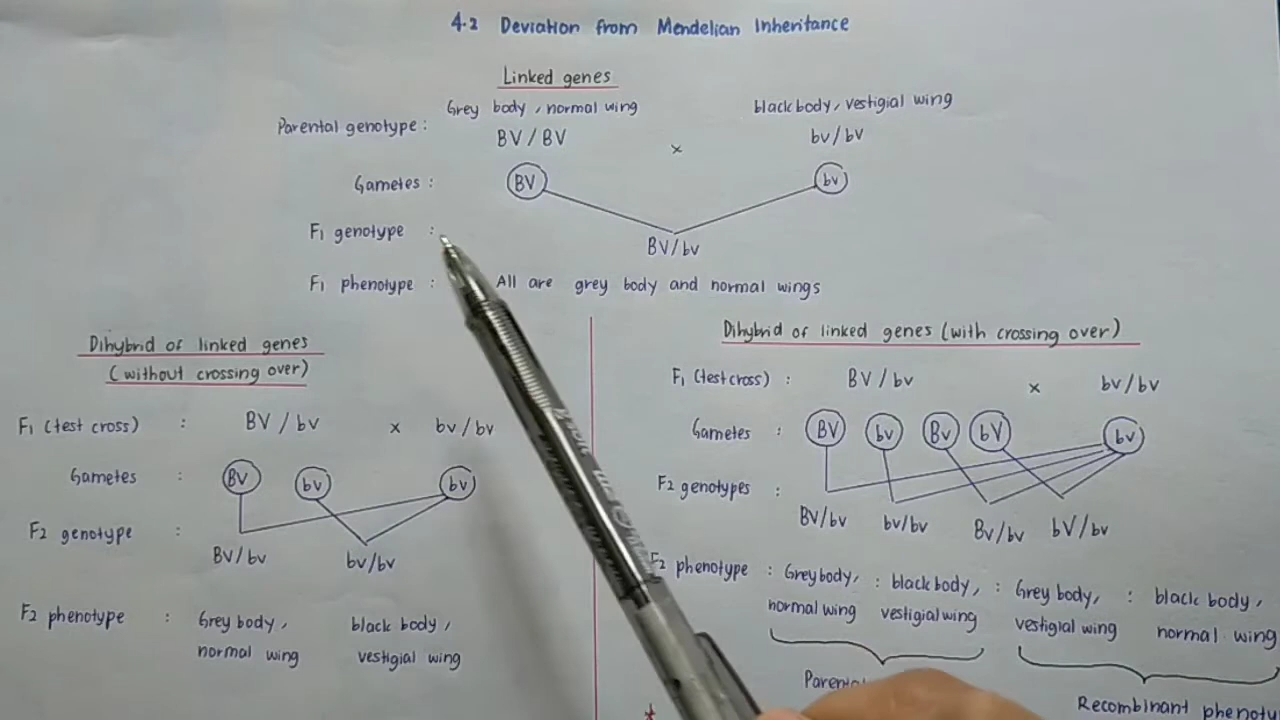 4.2 Deviation from Mendelian Inheritance
Linked genes
Grey body, normal wing black body, vestigial wing
Parental genotype : BV / BV x bv / bv
Gametes : BV bv
F1 genotype : BV / bv
F1 phenotype : All are grey body and normal wings
Dihybrid of linked genes
(without crossing over)
F1 (test cross) : BV / bv x bv / bv
Gametes : BV bv bv
F2 genotype :
BV / bv bv / bv
F2 phenotype : Grey body, black body,
normal wing vestigial wing
Dihybrid of linked genes (with crossing over)
F1 (test cross) : BV / bv x bv / bv
Gametes : BV bv Bv bV bv
F2 genotypes :
BV / bv bv / bv Bv / bv bV / bv
F2 phenotype : Grey body, : black body, : Grey body, : black body,
normal wing vestigial wing vestigial wing normal wing
Recombinant